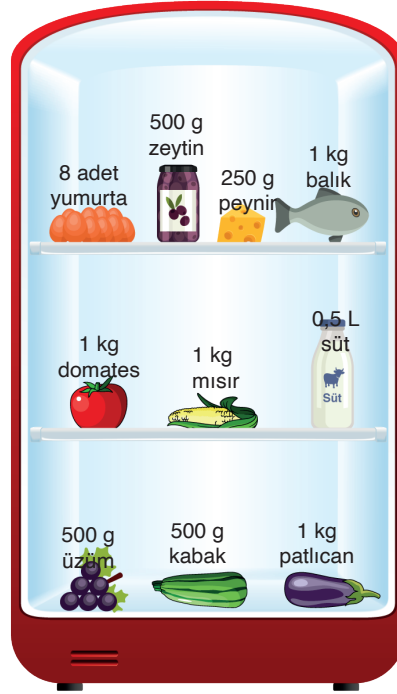 8 adet
yumurta
500 g
zeytin
250 g
peynir
1 kg
balık
1 kg
domates
1 kg
mısır
0,5 L
süt
Süt
500 g
üzüm
500 g
kabak
1 kg
patlıcan